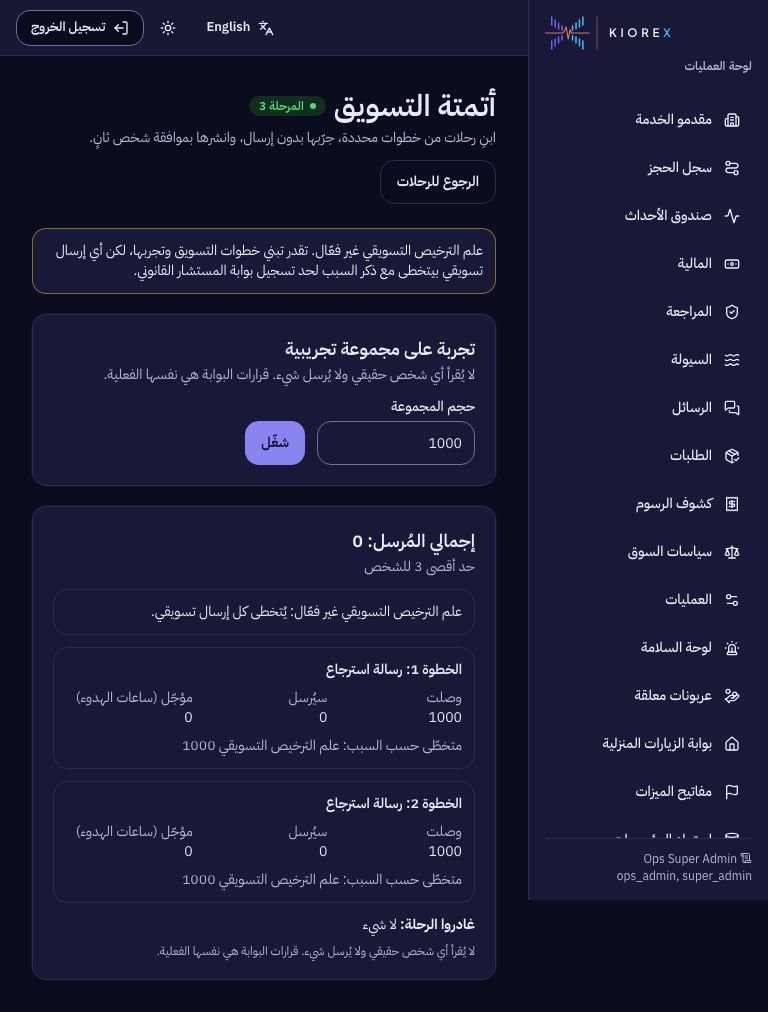 KIOREX
لوحة العمليات
مقدمو الخدمة
سجل الحجز
صندوق الأحداث
المالية
المراجعة
السيولة
الرسائل
الطلبات
كشوف الرسوم
سياسات السوق
العمليات
لوحة السلامة
عربونات معلقة
بوابة الزيارات المنزلية
مفاتيح الميزات
Ops Super Admin
ops_admin, super_admin
English
تسجيل الخروج
أتمتة التسويق
المرحلة 3
ابنِ رحلات من خطوات محددة، جرّبها بدون إرسال، وانشرها بموافقة شخص ثانٍ.
الرجوع للرحلات
علم الترخيص التسويقي غير فعّال. تقدر تبني خطوات التسويق وتجربها، لكن أي إرسال
تسويقي بيتخطى مع ذكر السبب لحد تسجيل بوابة المستشار القانوني.
تجربة على مجموعة تجريبية
لا يُقرأ أي شخص حقيقي ولا يُرسل شيء. قرارات البوابة هي نفسها الفعلية.
حجم المجموعة
1000
شغّل
إجمالي المُرسل: 0
حد أقصى 3 للشخص
علم الترخيص التسويقي غير فعّال: يُتخطى كل إرسال تسويقي.
الخطوة 1: رسالة استرجاع
وصلت سيُرسل مؤجّل (ساعات الهدوء)
1000 0 0
متخطّى حسب السبب: علم الترخيص التسويقي 1000
الخطوة 2: رسالة استرجاع
وصلت سيُرسل مؤجّل (ساعات الهدوء)
1000 0 0
متخطّى حسب السبب: علم الترخيص التسويقي 1000
غادروا الرحلة: لا شيء
لا يُقرأ أي شخص حقيقي ولا يُرسل شيء. قرارات البوابة هي نفسها الفعلية.